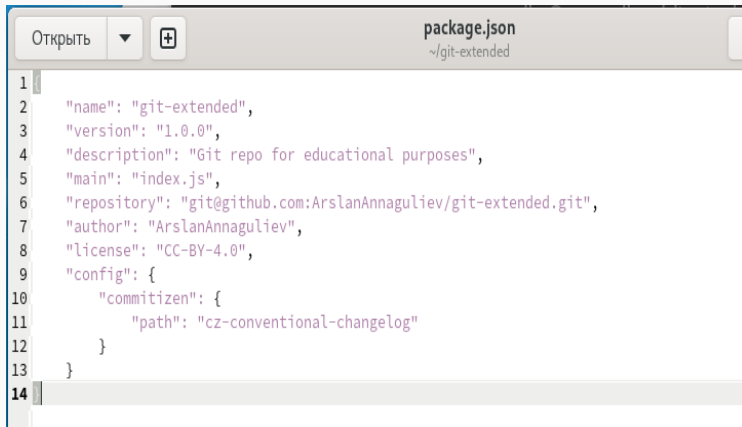 Открыть
package.json
~/git-extended
1 {
2 "name": "git-extended",
3 "version": "1.0.0",
4 "description": "Git repo for educational purposes",
5 "main": "index.js",
6 "repository": "git@github.com:ArslanAnnaguliev/git-extended.git",
7 "author": "ArslanAnnaguliev",
8 "license": "CC-BY-4.0",
9 "config": {
10 "commitizen": {
11 "path": "cz-conventional-changelog"
12 }
13 }
14 }